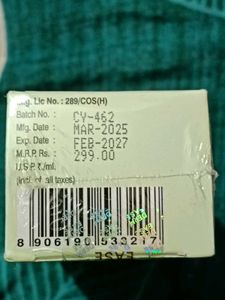 Mfg. Lic No.: 289/COS(H)
Batch No. : CY-462
Mfg. Date : MAR-2025
Exp. Date : FEB-2027
M.R.P. Rs. : 299.00
U.S.P. ₹./ml.
(incl. of all taxes)
8 906190 533217
EASE